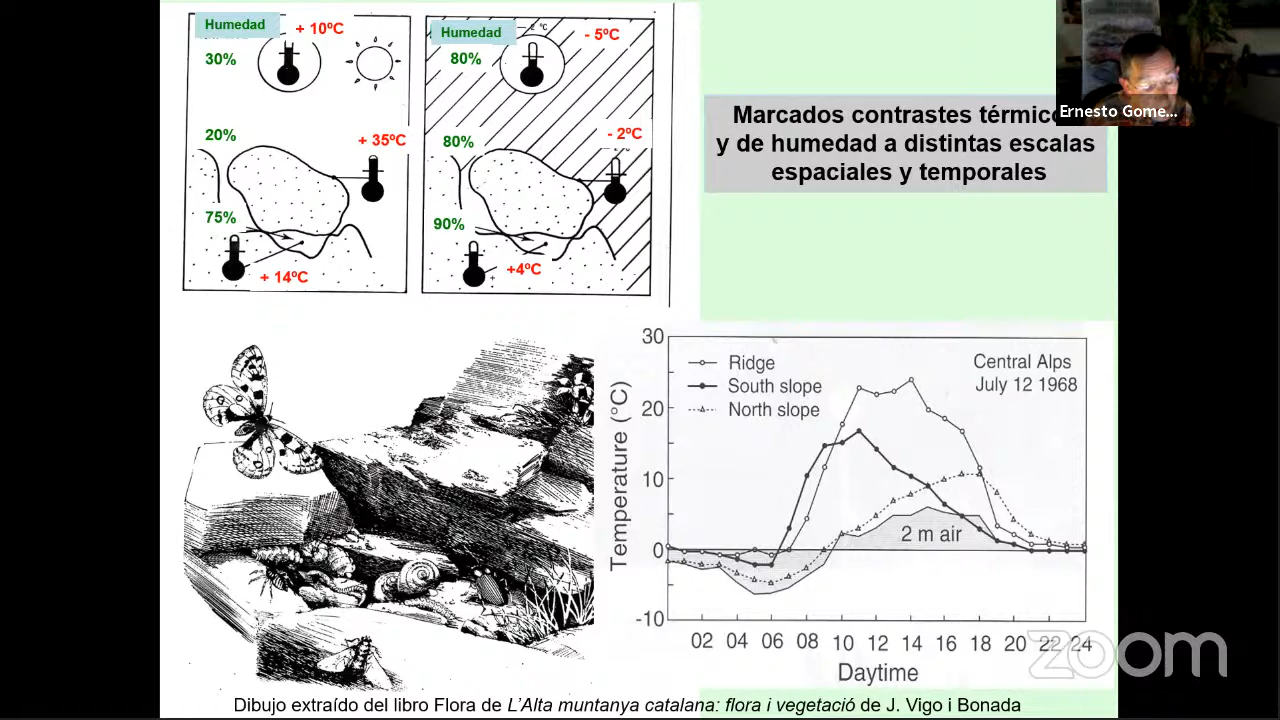 Humedad
+ 10ºC
30%
20%
+ 35ºC
75%
+ 14ºC
Humedad
- 5ºC
80%
- 2ºC
80%
90%
+4ºC
Marcados contrastes térmico
y de humedad a distintas escalas
espaciales y temporales
Ernesto Gome...
30
20
10
0
-10
Temperature (°C)
Ridge
South slope
North slope
Central Alps
July 12 1968
2 m air
02 04 06 08 10 12 14 16 18 20 22 24
Daytime
zoom
Dibujo extraído del libro Flora de L'Alta muntanya catalana: flora i vegetació de J. Vigo i Bonada